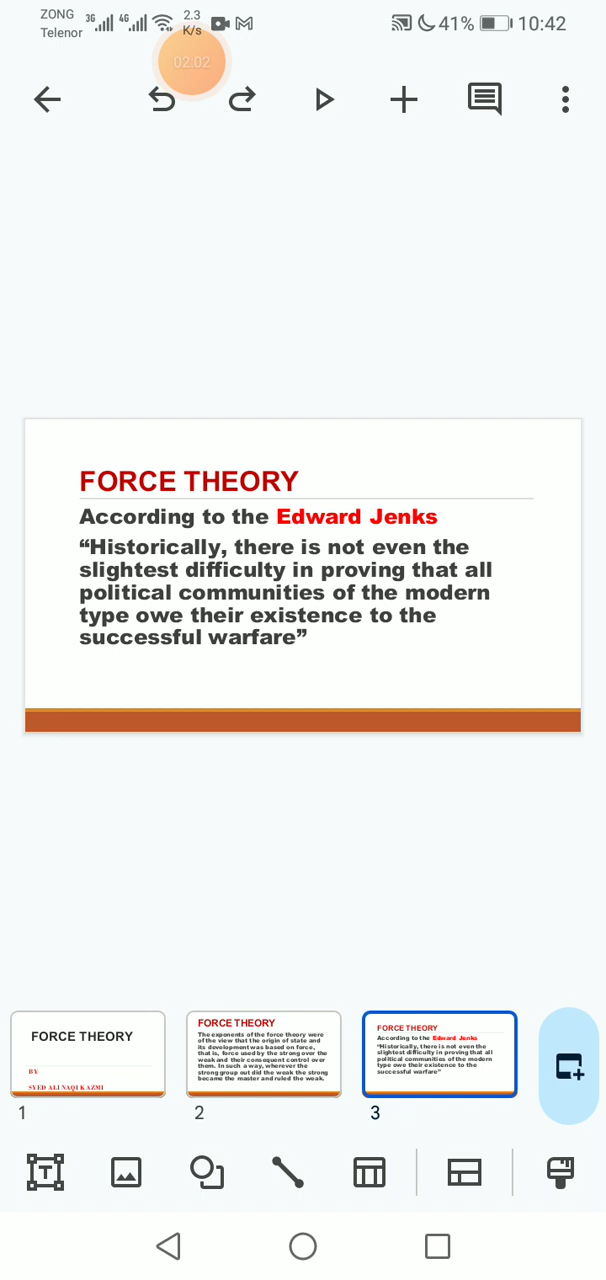 ZONG
Telenor
3G
4G
2.3
K/s
41%
10:42
02:02
FORCE THEORY
According to the Edward Jenks
“Historically, there is not even the
slightest difficulty in proving that all
political communities of the modern
type owe their existence to the
successful warfare”
FORCE THEORY
BY
SYED ALI NAQI KAZMI
1
FORCE THEORY
The exponents of the force theory were
of the view that the origin of state and
its development was based on force,
that is, force used by the strong over the
weak and their consequent control over
them. In such a way, wherever the
strong group out did the weak the strong
became the master and ruled the weak.
2
FORCE THEORY
According to the Edward Jenks
“Historically, there is not even the
slightest difficulty in proving that all
political communities of the modern
type owe their existence to the
successful warfare”
3